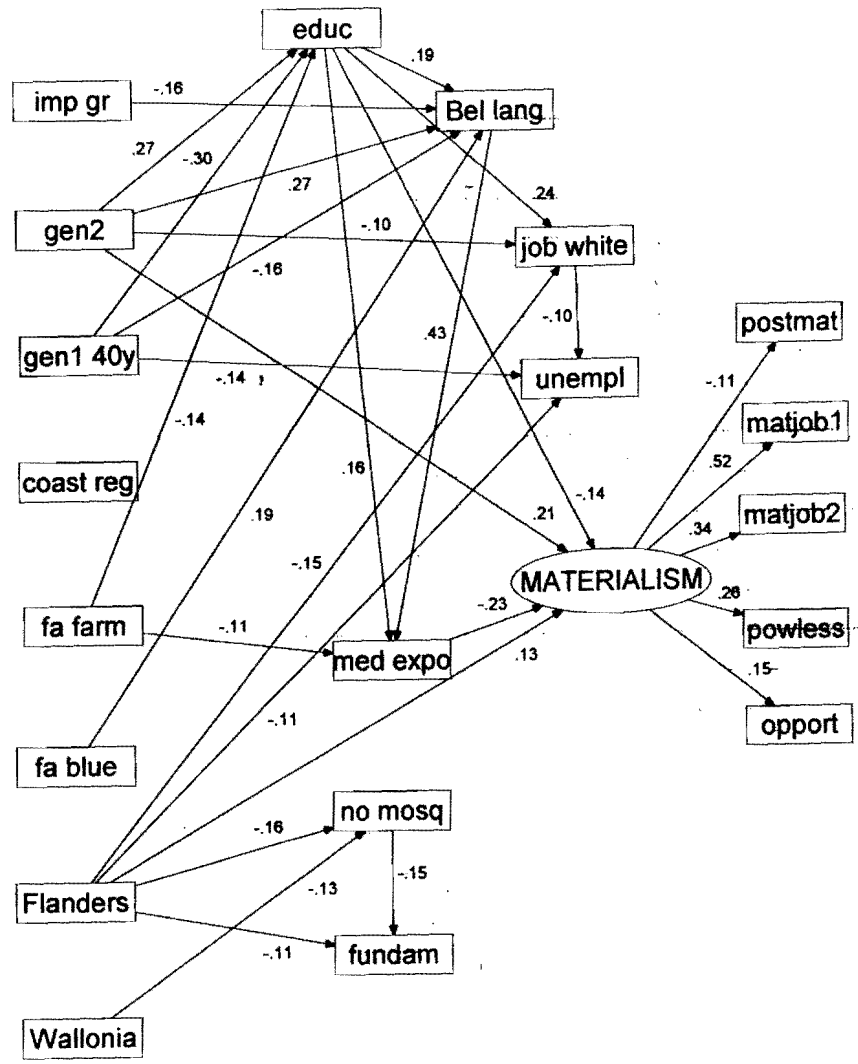 educ
.19
imp gr
-.16
Bel lang
.27
-.30
.27
.24
gen2
-.10
job white
-.16
-.10
postmat
gen1 40y
.43
-.14
unempl
-.11
-.14
matjob1
.52
coast reg
.16
-.14
.19
.21
.34
matjob2
-.15
MATERIALISM
fa farm
-.11
-.23
.26
powless
med expo
.13
.15
-.11
opport
fa blue
no mosq
-.16
-.13
-.15
Flanders
-.11
fundam
Wallonia